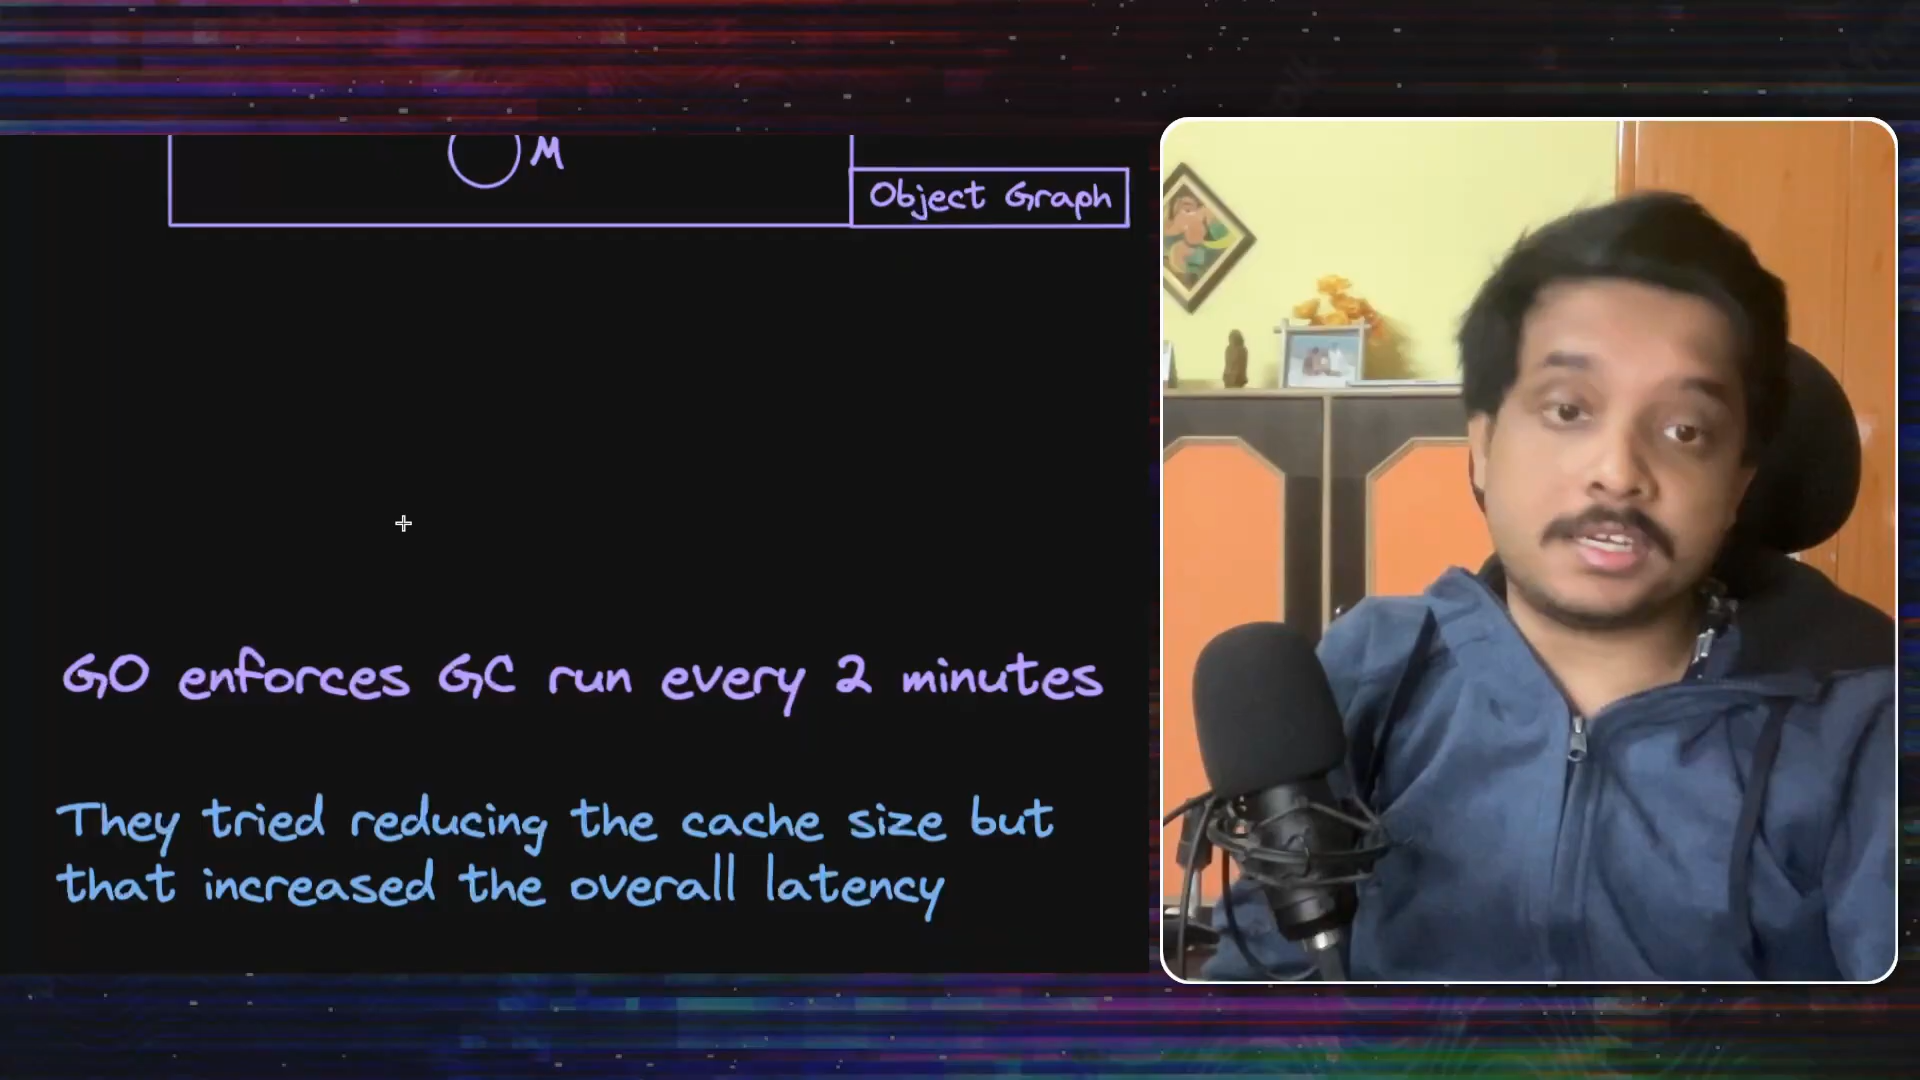 M
Object Graph
GO enforces GC run every 2 minutes
They tried reducing the cache size but
that increased the overall latency